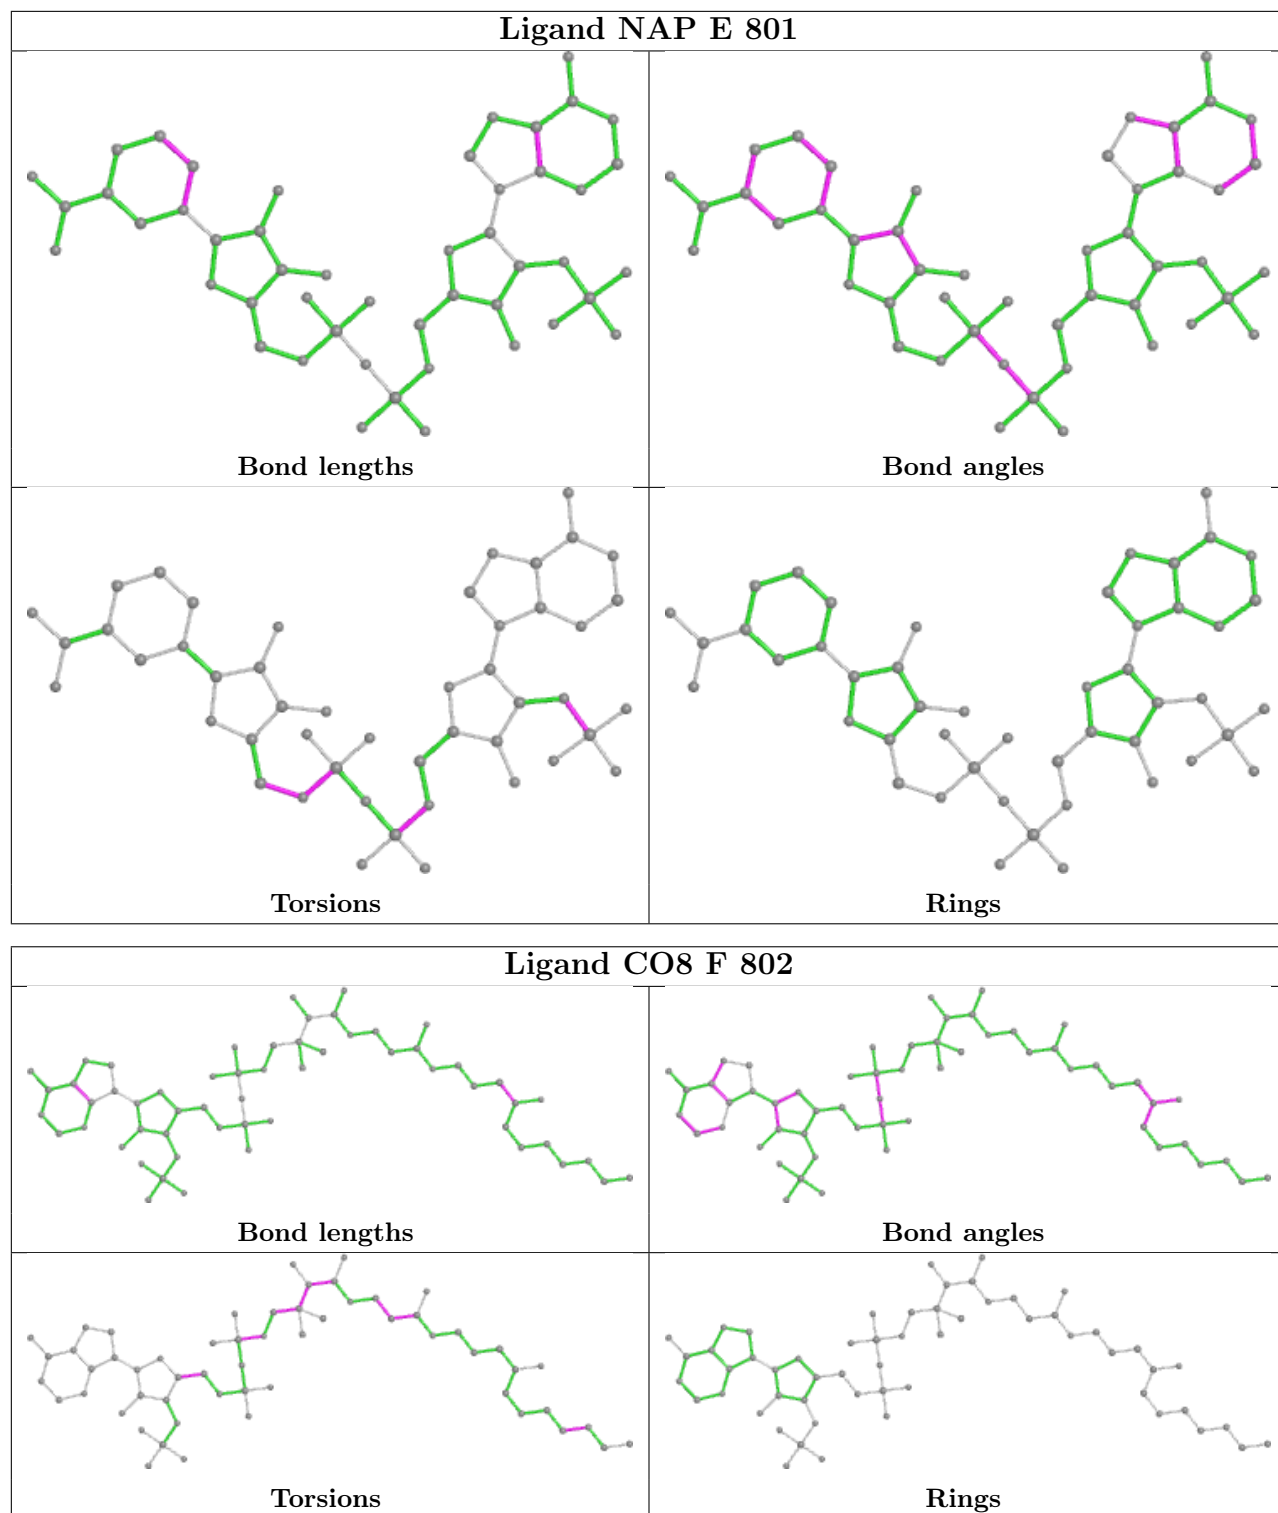 Ligand NAP E 801
Bond lengths
Bond angles
Torsions
Rings
Ligand CO8 F 802
Bond lengths
Bond angles
Torsions
Rings